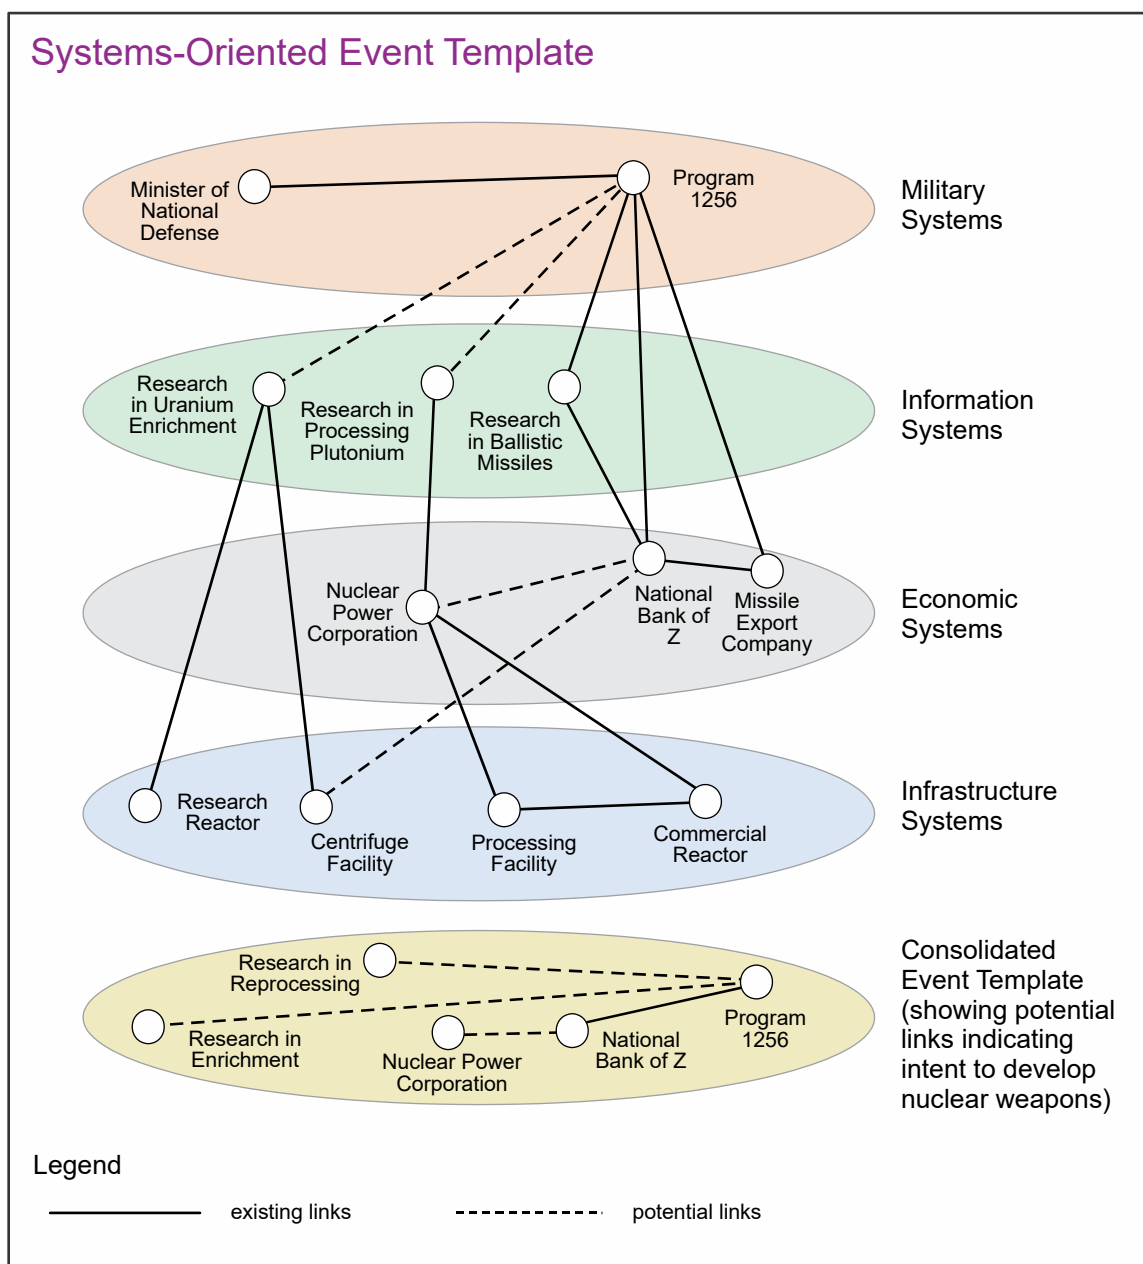 Systems-Oriented Event Template
Minister of
National
Defense
Program
1256
Military
Systems
Research
in Uranium
Enrichment
Research in
Processing
Plutonium
Research
in Ballistic
Missiles
Information
Systems
Nuclear
Power
Corporation
National
Bank of
Z
Missile
Export
Company
Economic
Systems
Research
Reactor
Centrifuge
Facility
Processing
Facility
Commercial
Reactor
Infrastructure
Systems
Research in
Reprocessing
Research in
Enrichment
Nuclear Power
Corporation
National
Bank of Z
Program
1256
Consolidated
Event Template
(showing potential
links indicating
intent to develop
nuclear weapons)
Legend
existing links
potential links